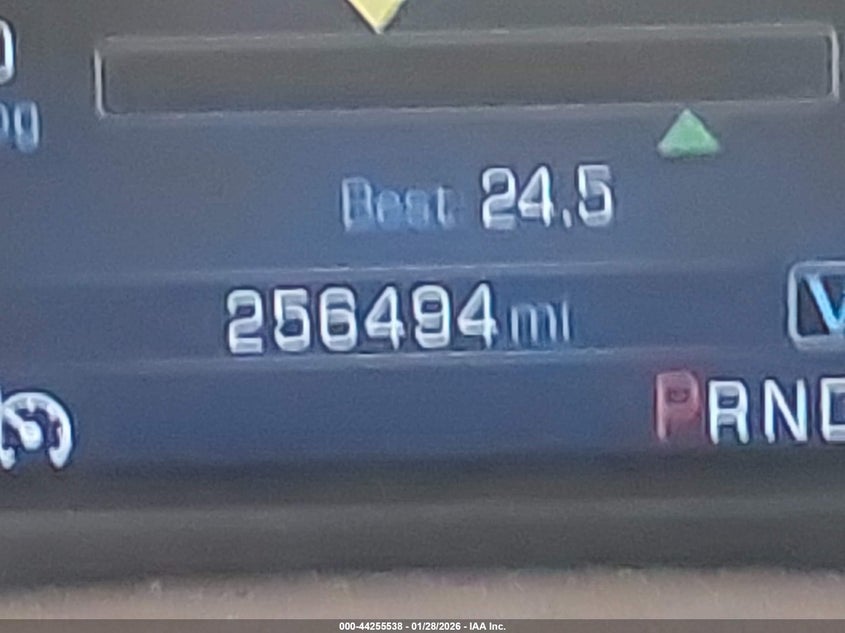 Best 24.5
256494 mi
PRND
000-44255538 - 01/28/2026 - IAA Inc.